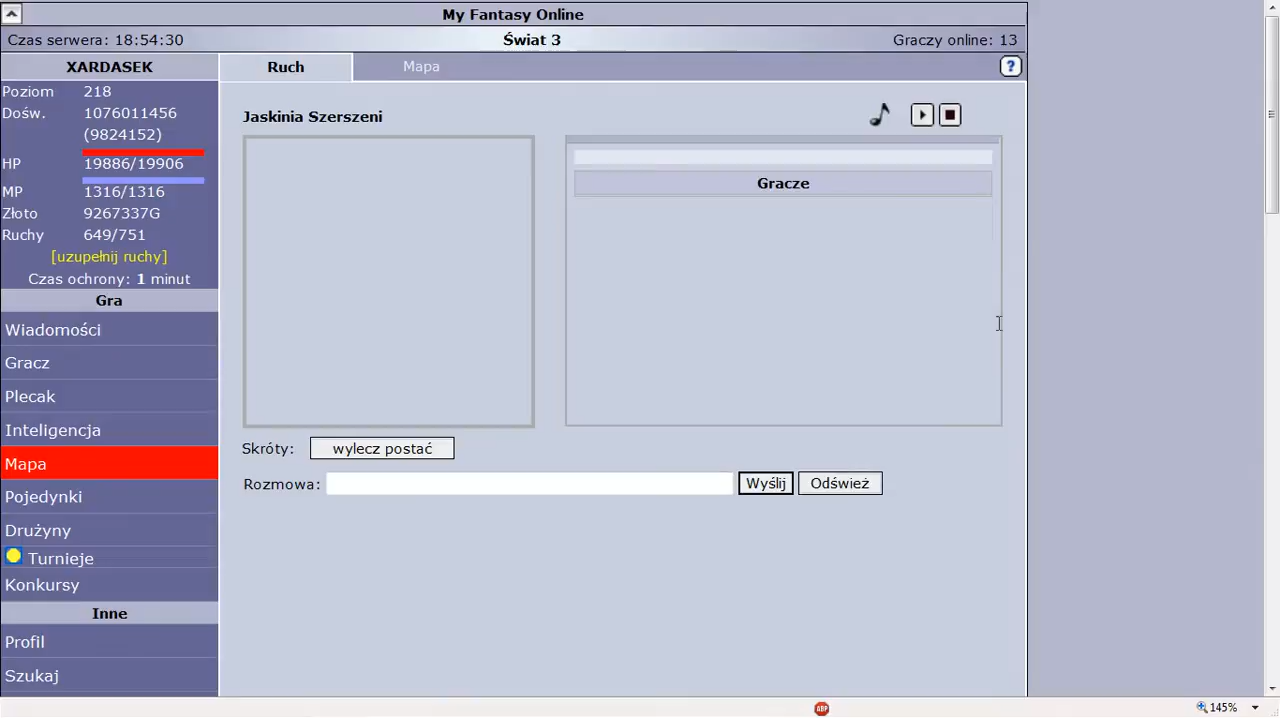 My Fantasy Online
Czas serwera: 18:54:30
Świat 3
Graczy online: 13
XARDASEK
Poziom 218
Dośw. 1076011456
(9824152)
HP 19886/19906
MP 1316/1316
Złoto 9267337G
Ruchy 649/751
[uzupełnij ruchy]
Czas ochrony: 1 minut
Gra
Wiadomości
Gracz
Plecak
Inteligencja
Mapa
Pojedynki
Drużyny
Turnieje
Konkursy
Inne
Profil
Szukaj
Ruch
Mapa
?
Jaskinia Szerszeni
Gracze
Skróty: wylecz postać
Rozmowa: Wyślij Odśwież
ABP
145%